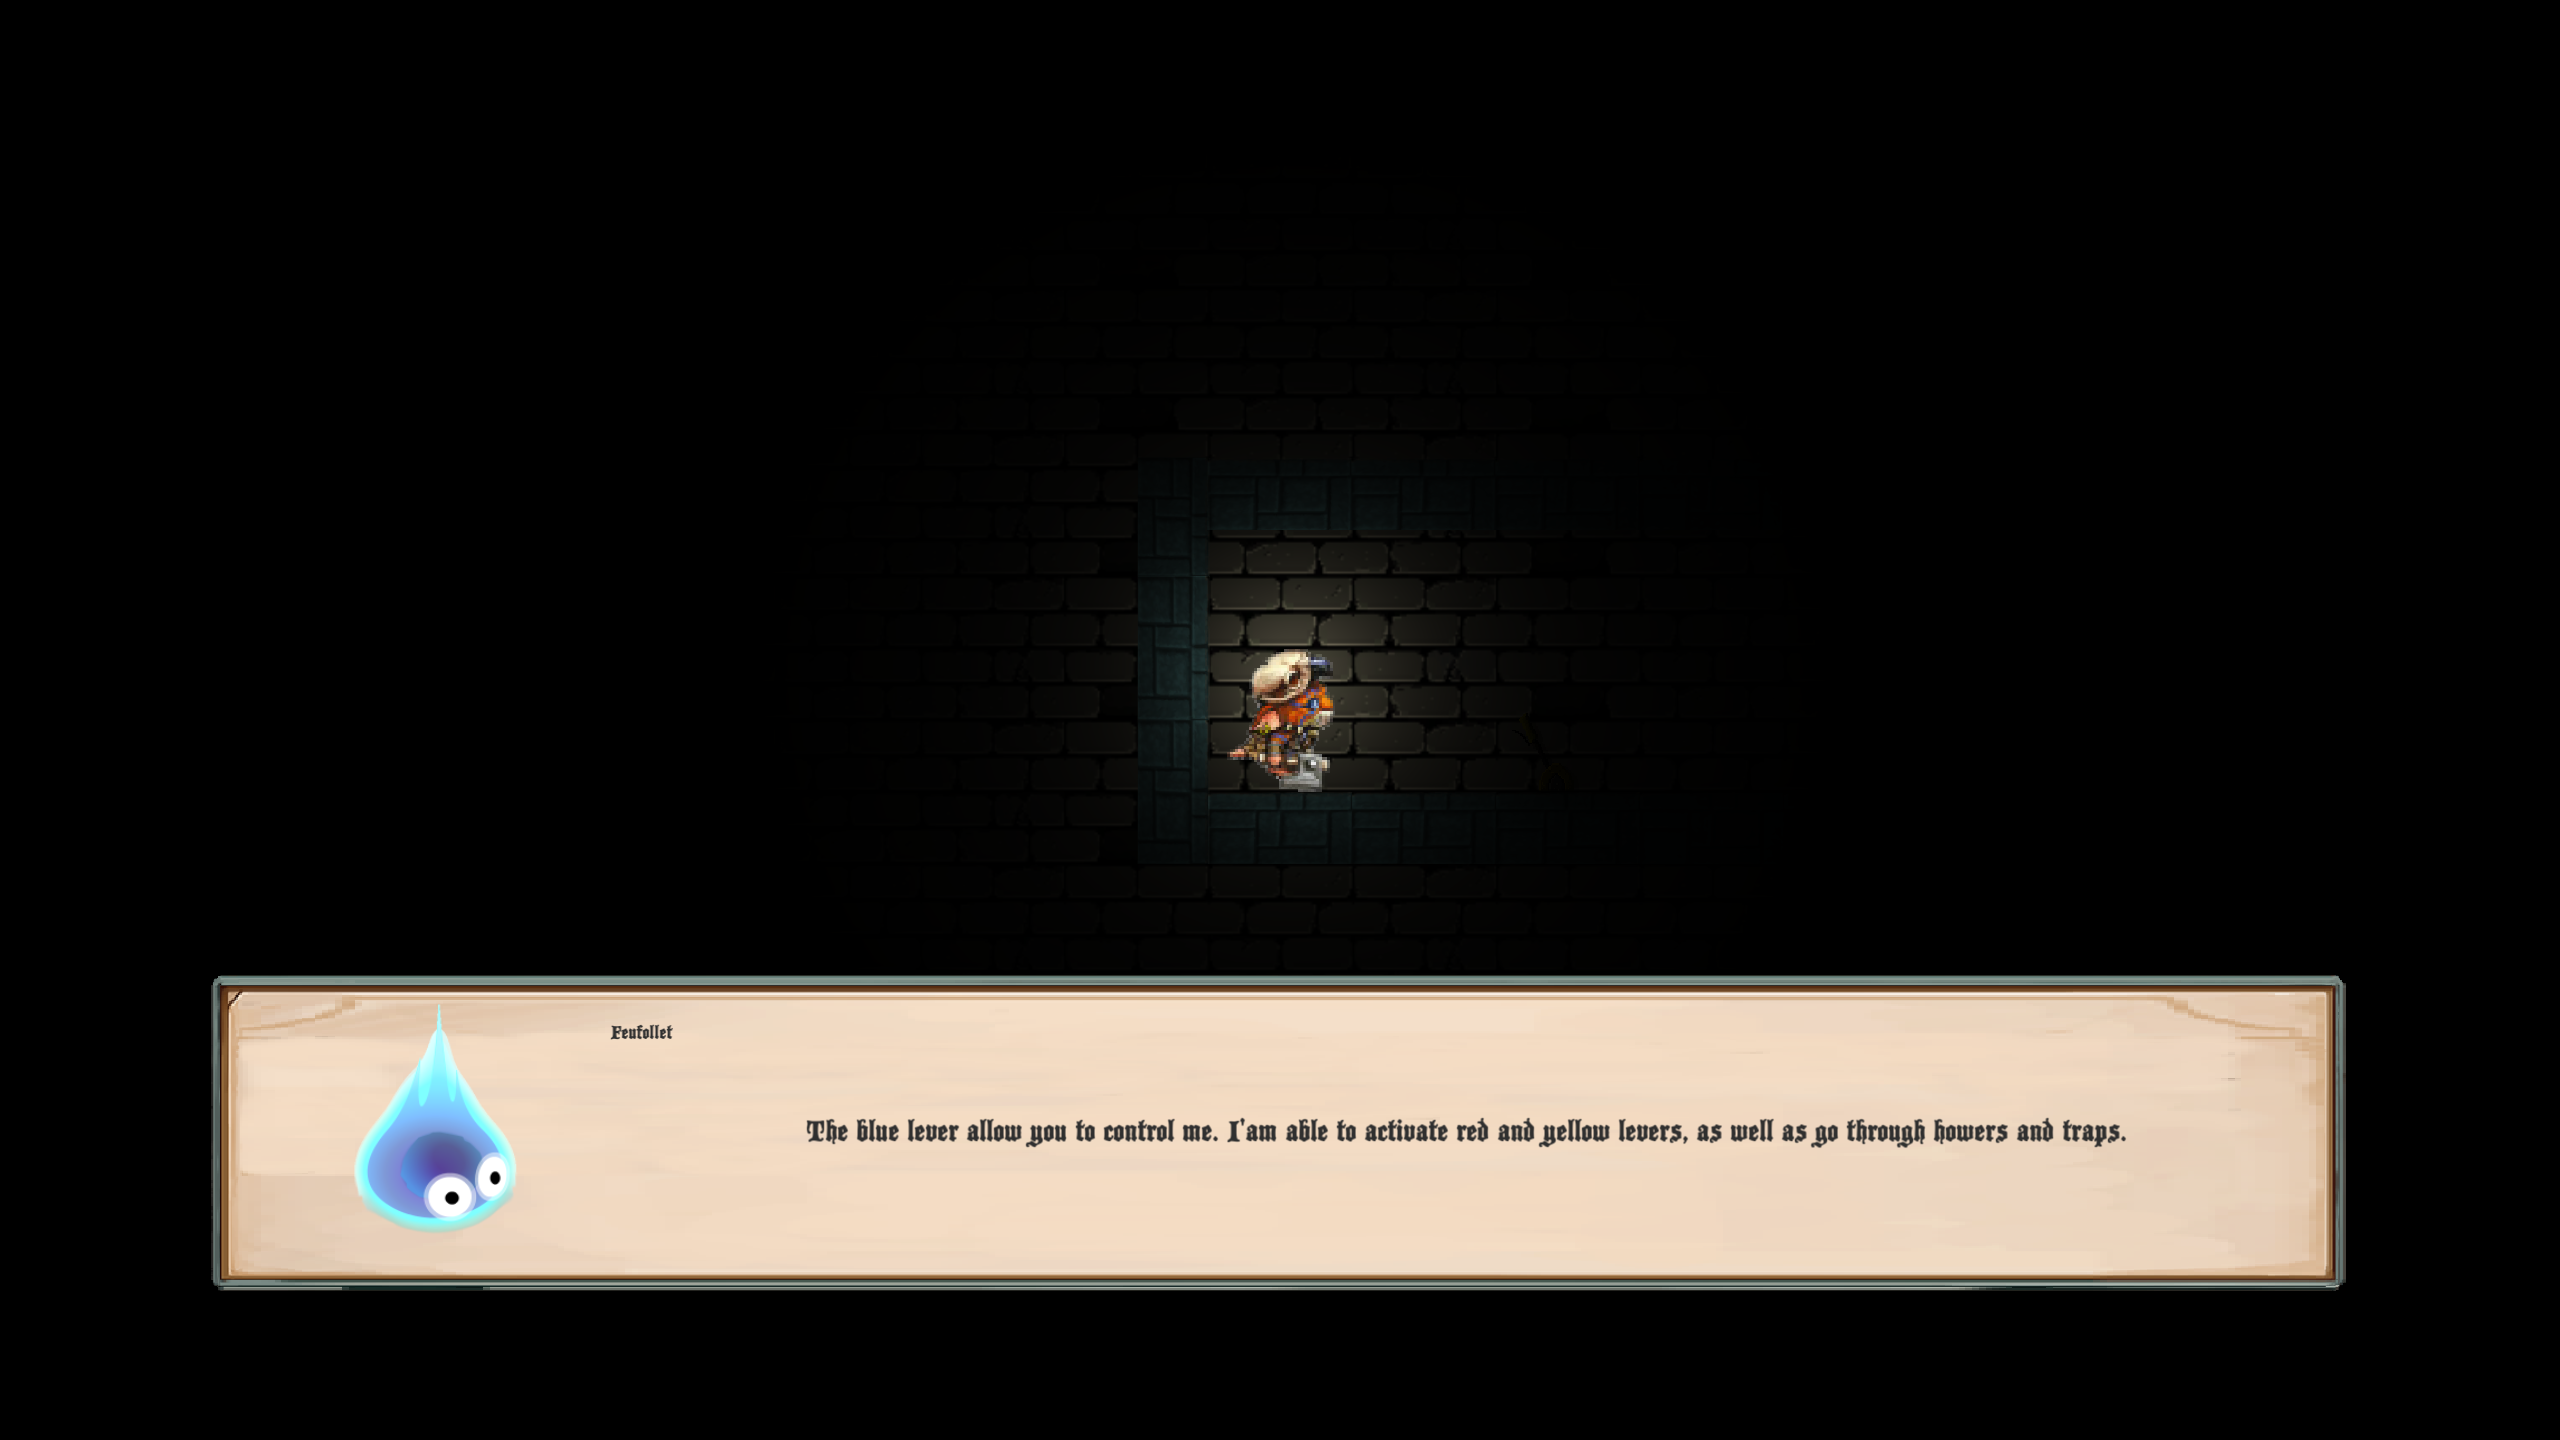 Feufollet
The blue lever allow you to control me. I'am able to activate red and yellow levers, as well as go through howers and traps.